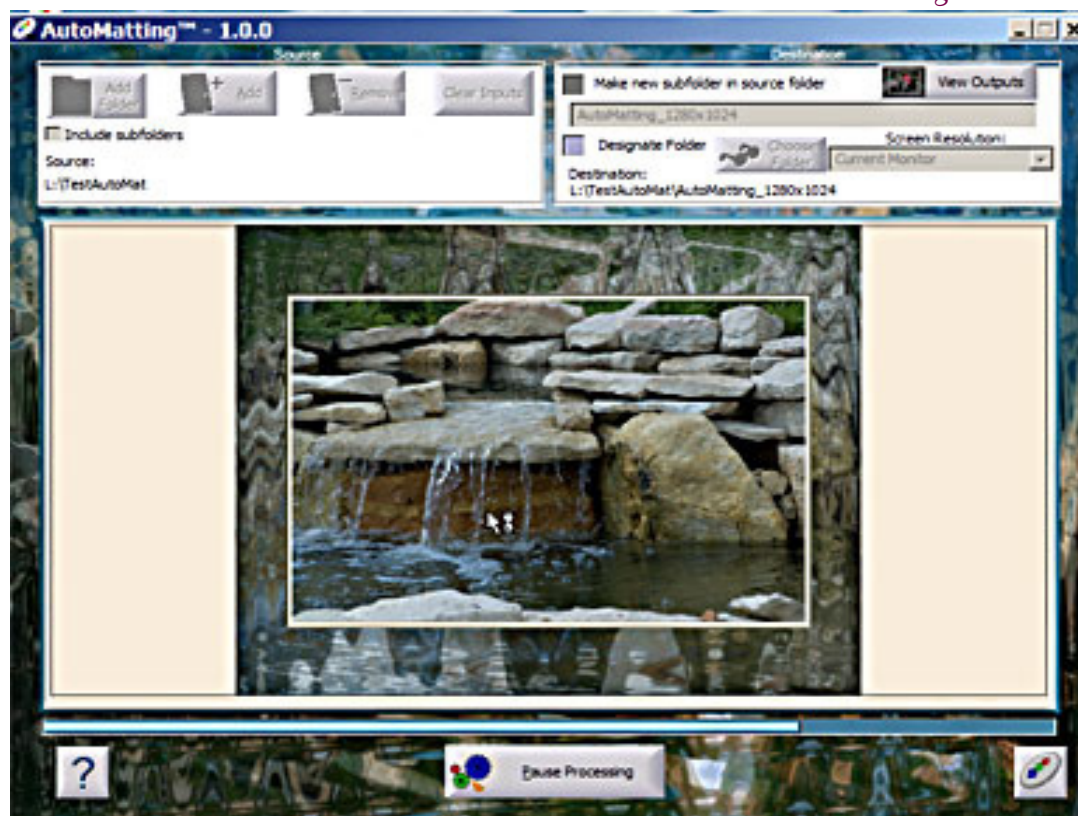 AutoMatting™ - 1.0.0
Source
Add Folder
Add
Remove
Clear Inputs
Include subfolders
Source:
L:\TestAutoMat
Destination
Make new subfolder in source folder
View Outputs
AutoMatting_1280x1024
Designate Folder
Choose Folder
Screen Resolution:
Current Monitor
Destination:
L:\TestAutoMat\AutoMatting_1280x1024
?
Pause Processing